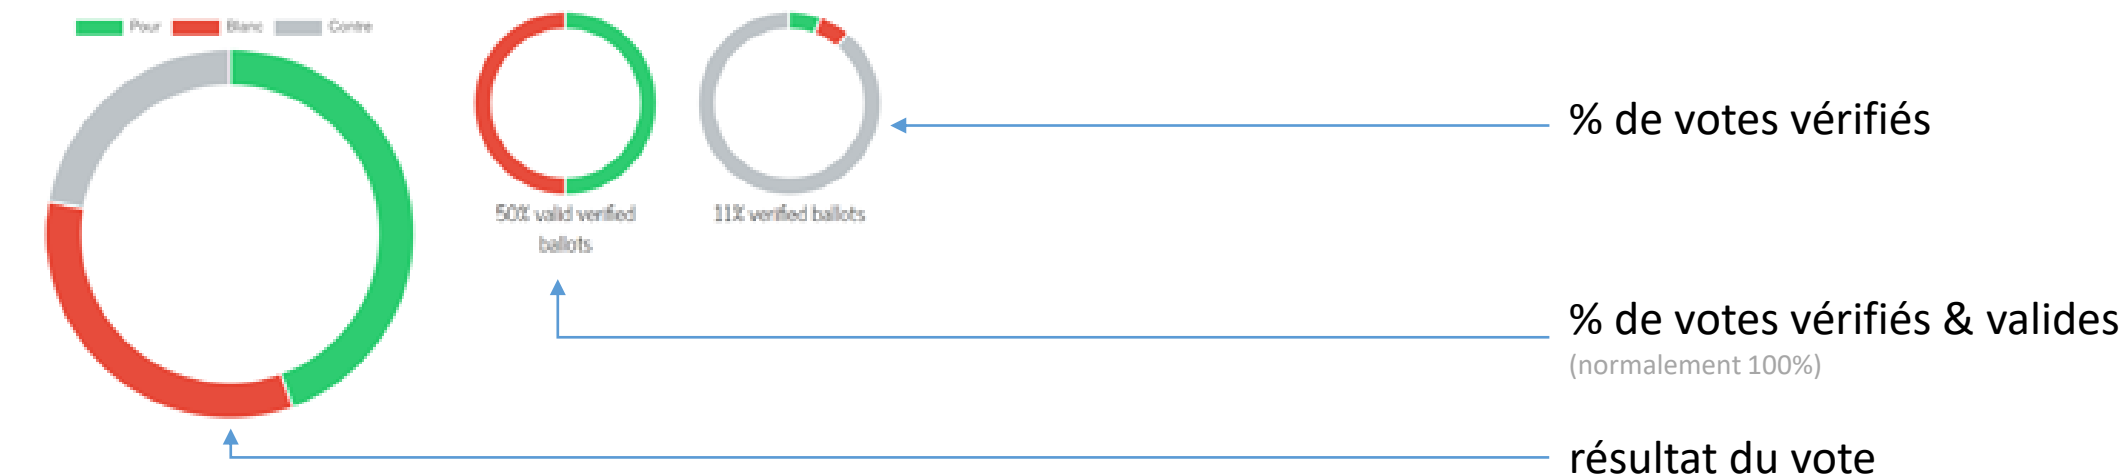 Pour Blanc Contre
50% valid verified
ballots
11% verified ballots
% de votes vérifiés
% de votes vérifiés & valides
(normalement 100%)
résultat du vote